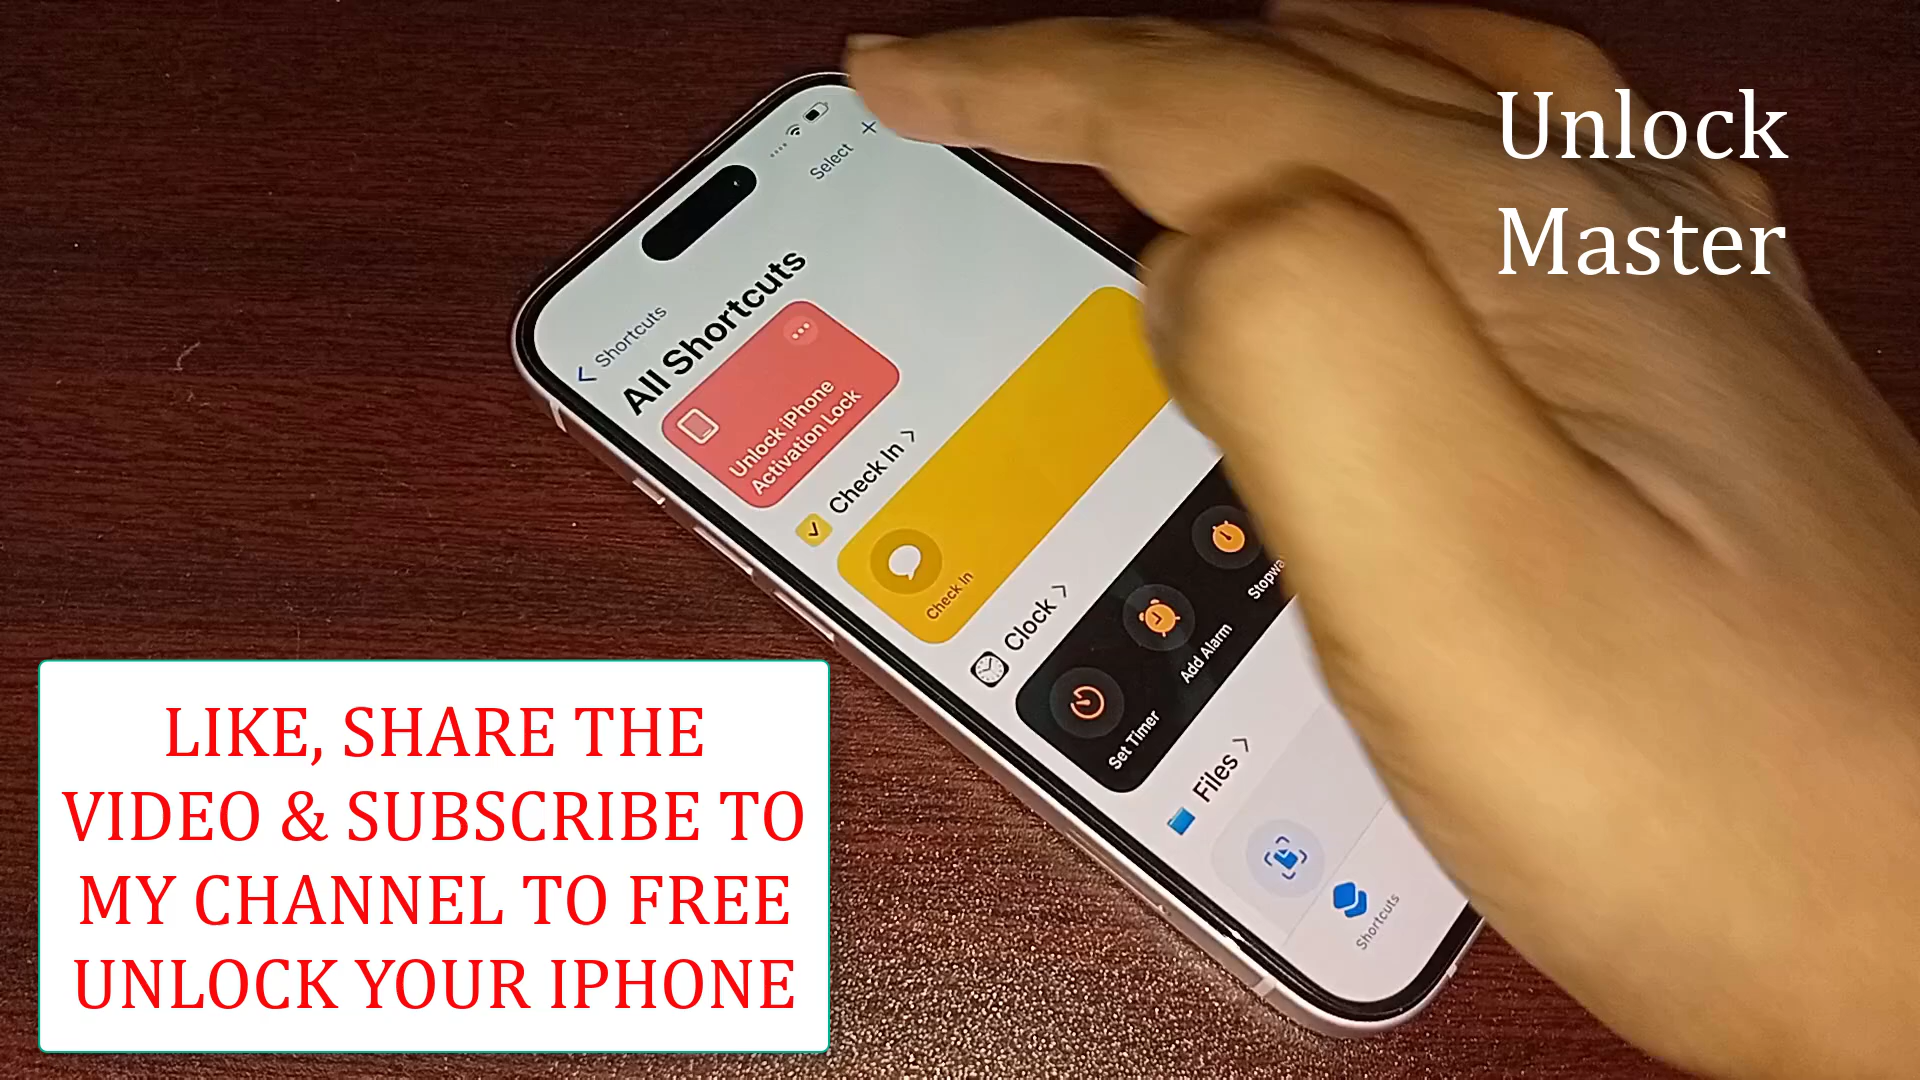 Unlock
Master
Select
Shortcuts
All Shortcuts
Unlock iPhone
Activation Lock
Check In
Check In
Clock
Set Timer
Add Alarm
Stopwa
Files
Shortcuts
LIKE, SHARE THE
VIDEO & SUBSCRIBE TO
MY CHANNEL TO FREE
UNLOCK YOUR IPHONE